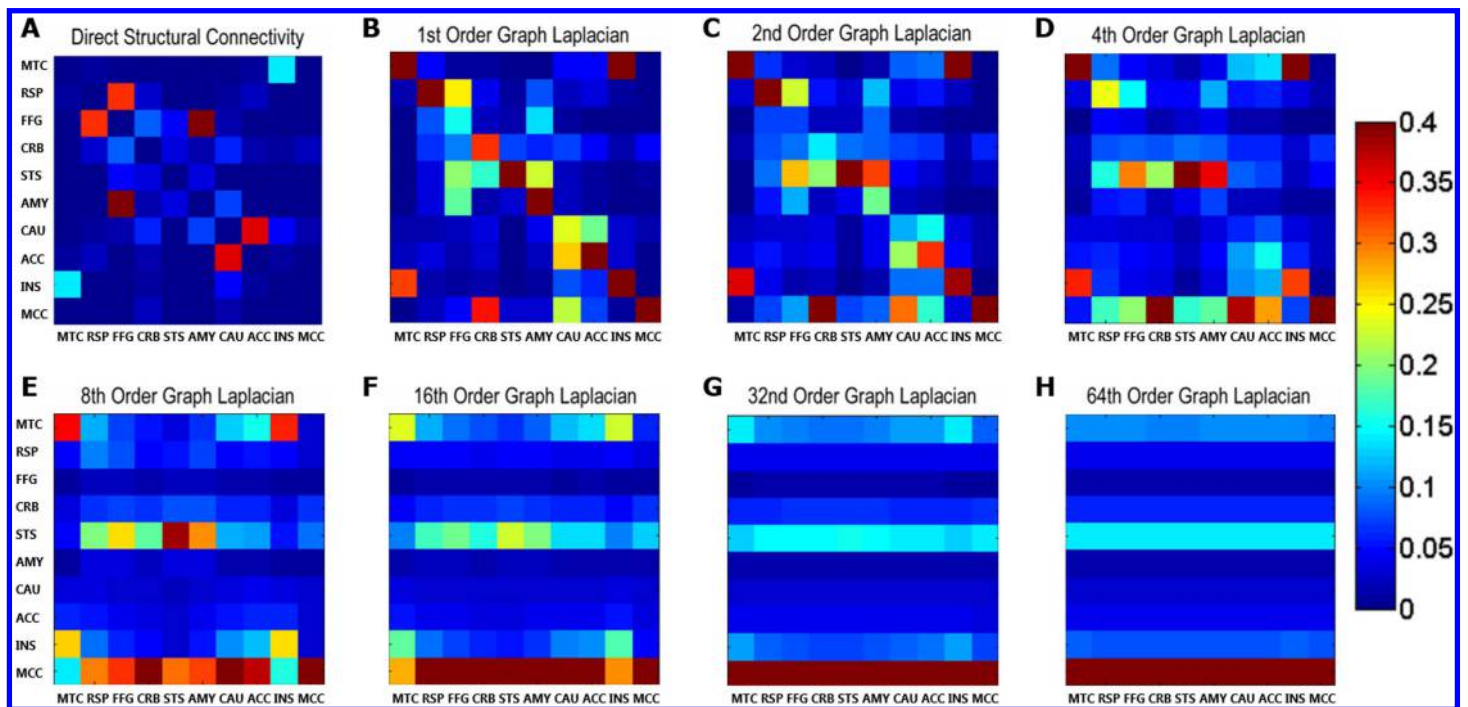 A Direct Structural Connectivity
B 1st Order Graph Laplacian
C 2nd Order Graph Laplacian
D 4th Order Graph Laplacian
MTC
RSP
FFG
CRB
STS
AMY
CAU
ACC
INS
MCC
MTC RSP FFG CRB STS AMY CAU ACC INS MCC
MTC RSP FFG CRB STS AMY CAU ACC INS MCC
MTC RSP FFG CRB STS AMY CAU ACC INS MCC
MTC RSP FFG CRB STS AMY CAU ACC INS MCC
0.4
0.35
0.3
0.25
0.2
0.15
0.1
0.05
0
E 8th Order Graph Laplacian
F 16th Order Graph Laplacian
G 32nd Order Graph Laplacian
H 64th Order Graph Laplacian
MTC
RSP
FFG
CRB
STS
AMY
CAU
ACC
INS
MCC
MTC RSP FFG CRB STS AMY CAU ACC INS MCC
MTC RSP FFG CRB STS AMY CAU ACC INS MCC
MTC RSP FFG CRB STS AMY CAU ACC INS MCC
MTC RSP FFG CRB STS AMY CAU ACC INS MCC